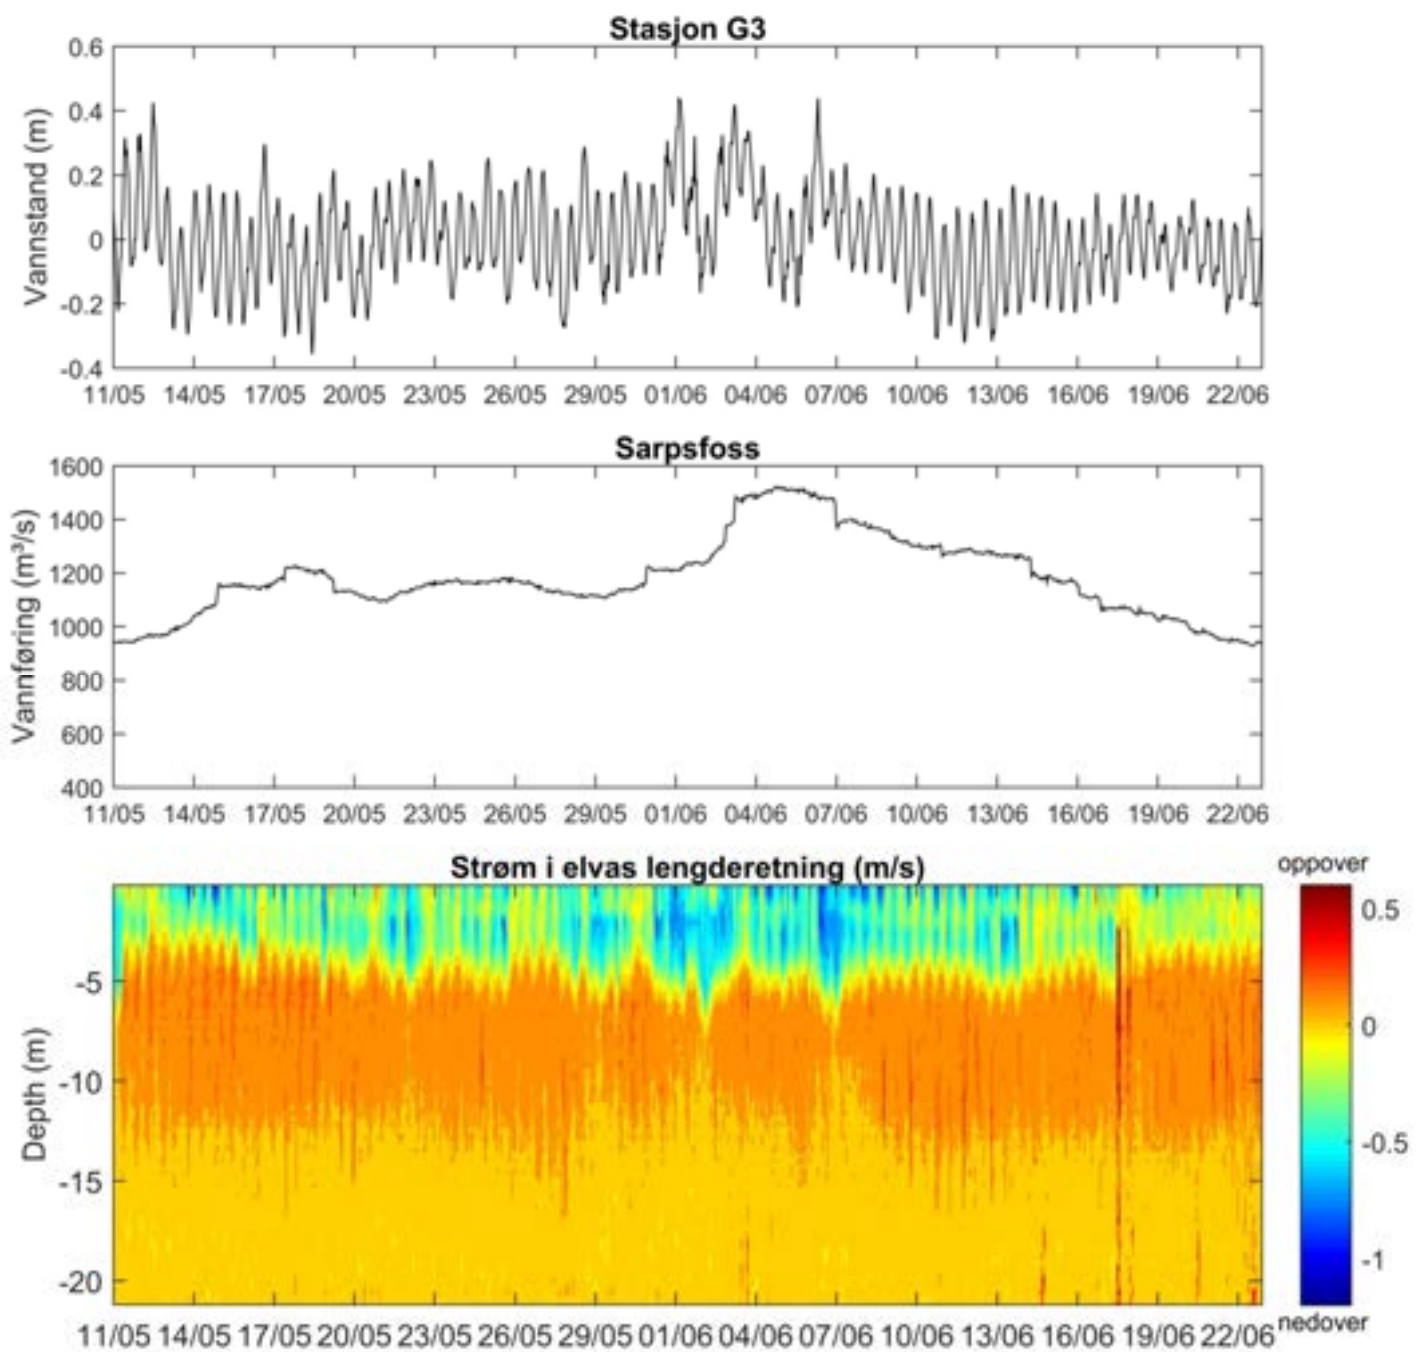 Stasjon G3
Vannstand (m)
0.6
0.4
0.2
0
-0.2
-0.4
11/05 14/05 17/05 20/05 23/05 26/05 29/05 01/06 04/06 07/06 10/06 13/06 16/06 19/06 22/06
Sarpsfoss
Vannføring (m³/s)
1600
1400
1200
1000
800
600
400
11/05 14/05 17/05 20/05 23/05 26/05 29/05 01/06 04/06 07/06 10/06 13/06 16/06 19/06 22/06
Strøm i elvas lengderetning (m/s)
Depth (m)
-5
-10
-15
-20
11/05 14/05 17/05 20/05 23/05 26/05 29/05 01/06 04/06 07/06 10/06 13/06 16/06 19/06 22/06
oppover
0.5
0
-0.5
-1
nedover